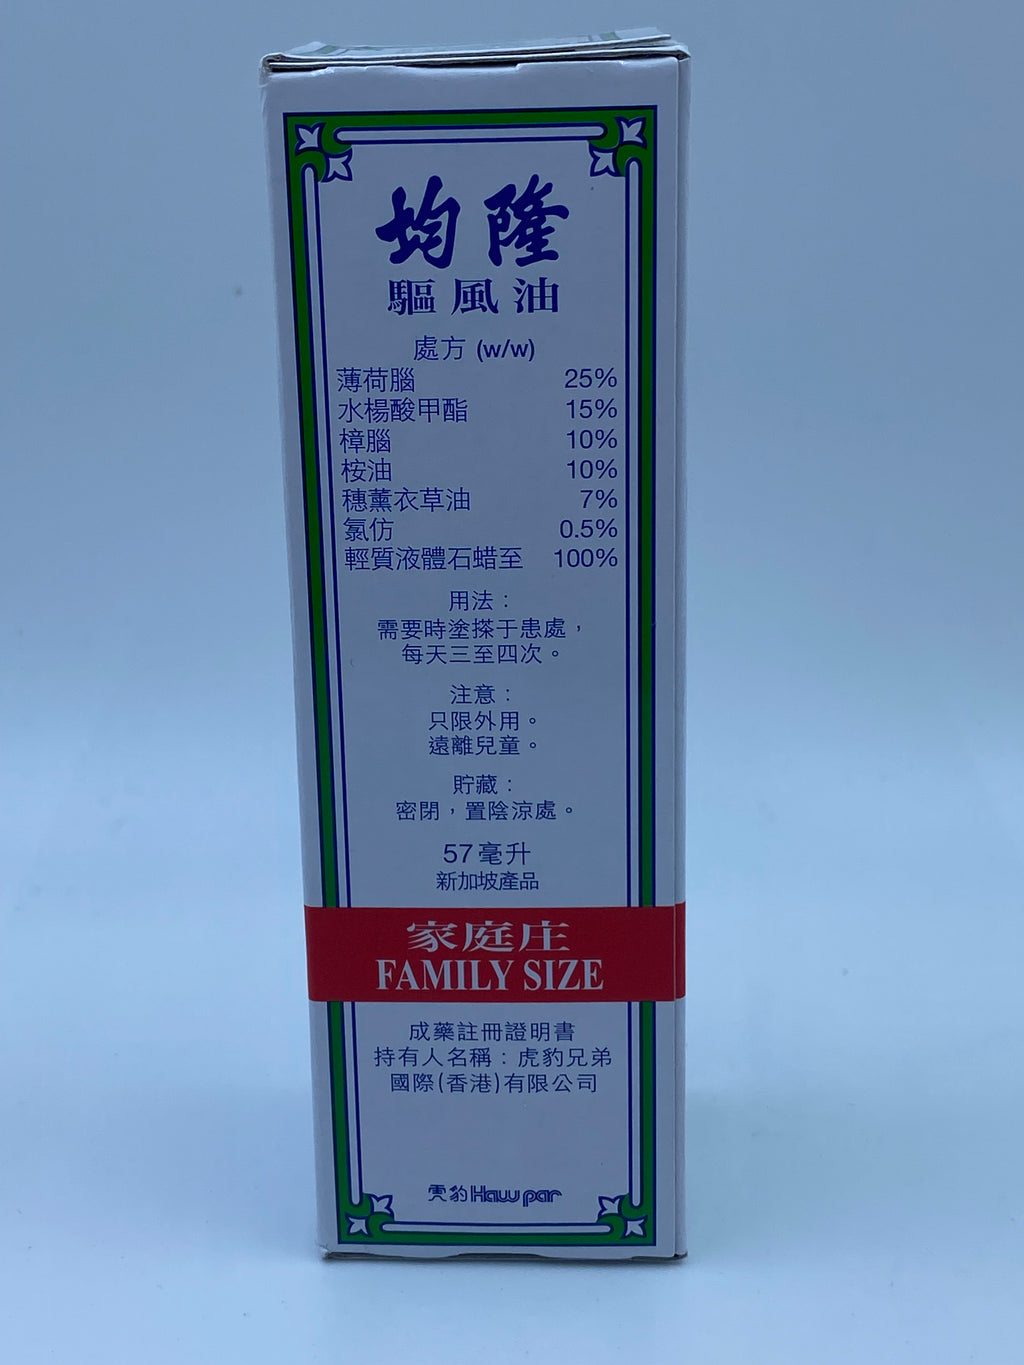 均隆
驅風油
處方 (w/w)
薄荷腦 25%
水楊酸甲酯 15%
樟腦 10%
桉油 10%
穗薰衣草油 7%
氯仿 0.5%
輕質液體石蜡至 100%
用法：
需要時塗搽于患處，
每天三至四次。
注意：
只限外用。
遠離兒童。
貯藏：
密閉，置陰涼處。
57毫升
新加坡產品
家庭庄
FAMILY SIZE
成藥註冊證明書
持有人名稱：虎豹兄弟
國際(香港)有限公司
虎豹 Haw par